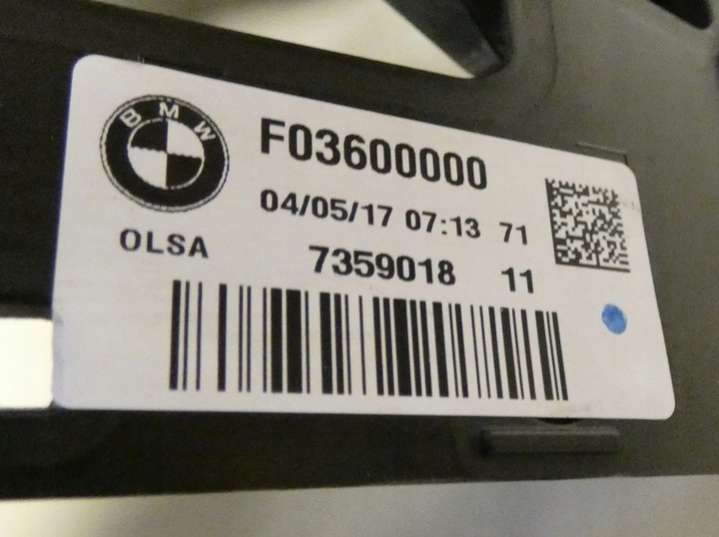 BMW
F03600000
04/05/17 07:13 71
OLSA 7359018 11